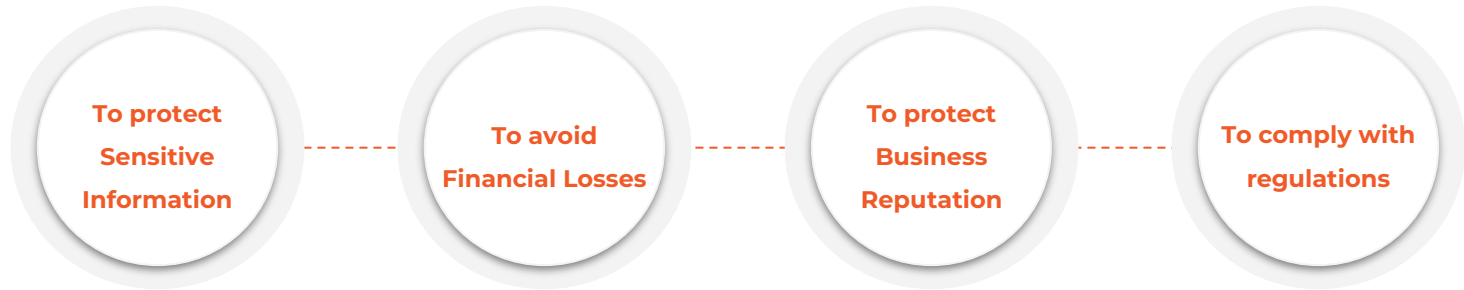 To protect
Sensitive
Information
To avoid
Financial Losses
To protect
Business
Reputation
To comply with
regulations